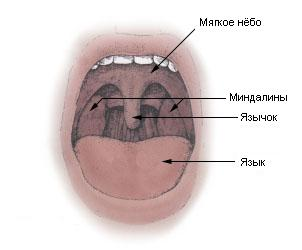 Мягкое нёбо
Миндалины
Язычок
Язык